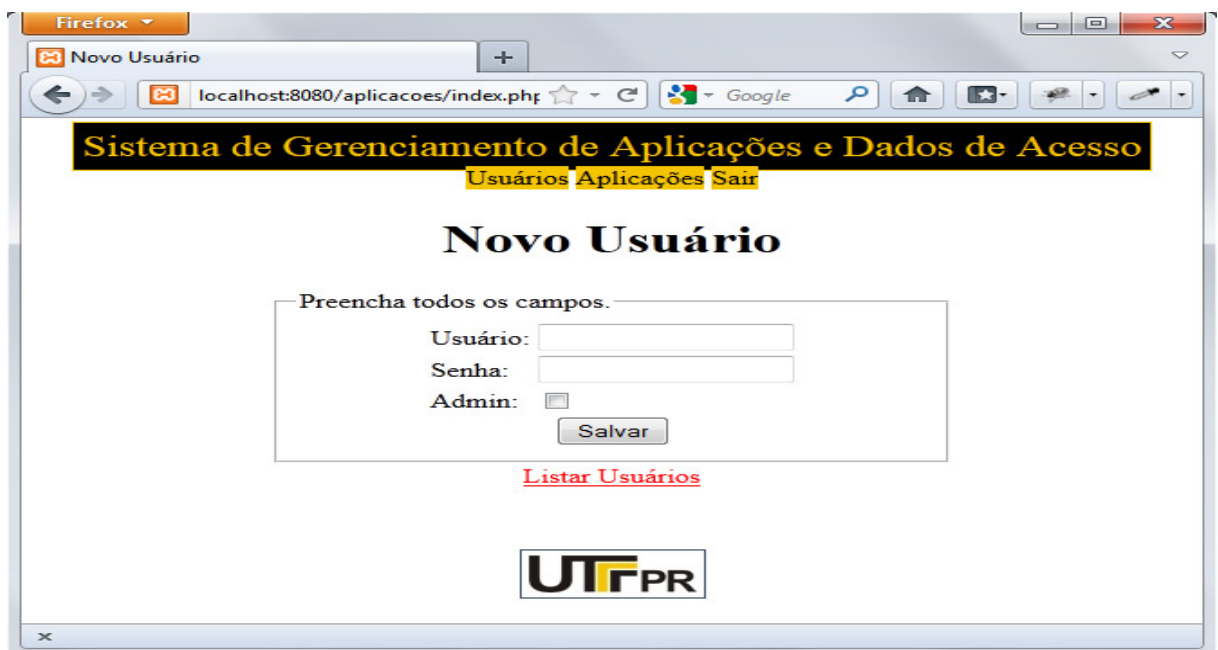 Firefox
Novo Usuário
localhost:8080/aplicacoes/index.php
Google
Sistema de Gerenciamento de Aplicações e Dados de Acesso
Usuários Aplicações Sair
Novo Usuário
Preencha todos os campos.
Usuário:
Senha:
Admin:
Salvar
Listar Usuários
UTFPR